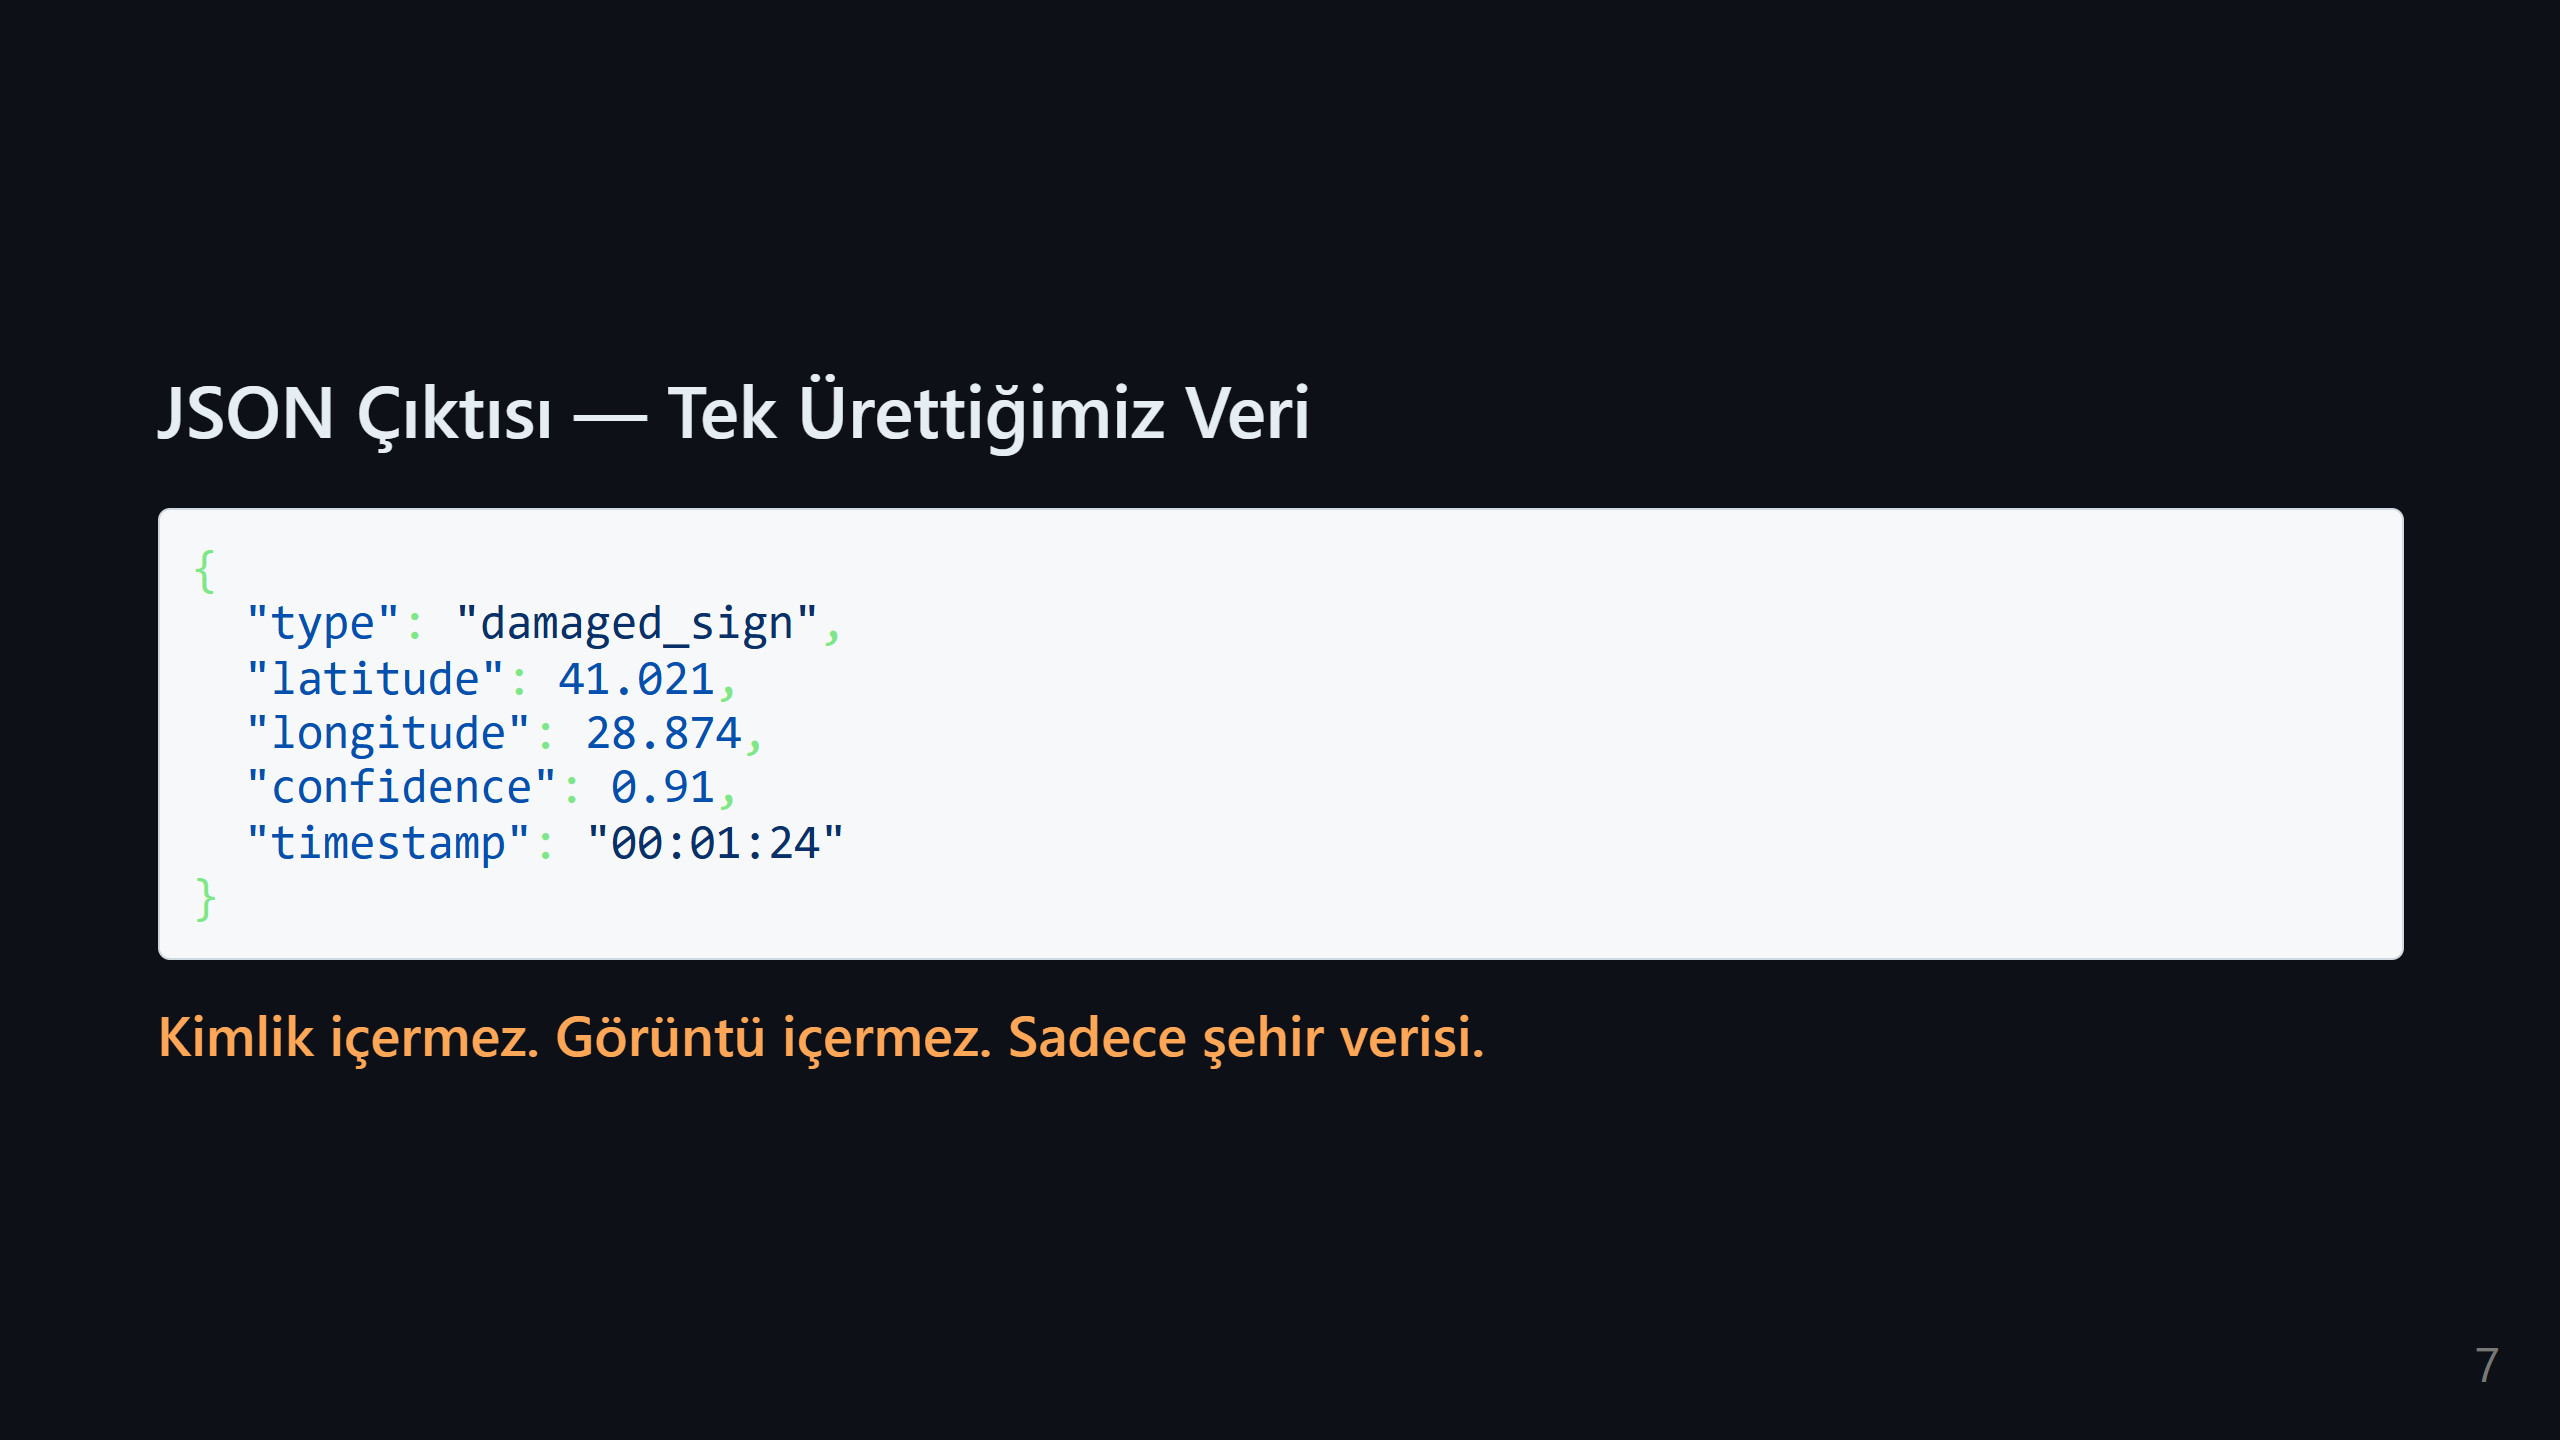 JSON Çıktısı — Tek Ürettiğimiz Veri
{
  "type": "damaged_sign",
  "latitude": 41.021,
  "longitude": 28.874,
  "confidence": 0.91,
  "timestamp": "00:01:24"
}
Kimlik içermez. Görüntü içermez. Sadece şehir verisi.
7